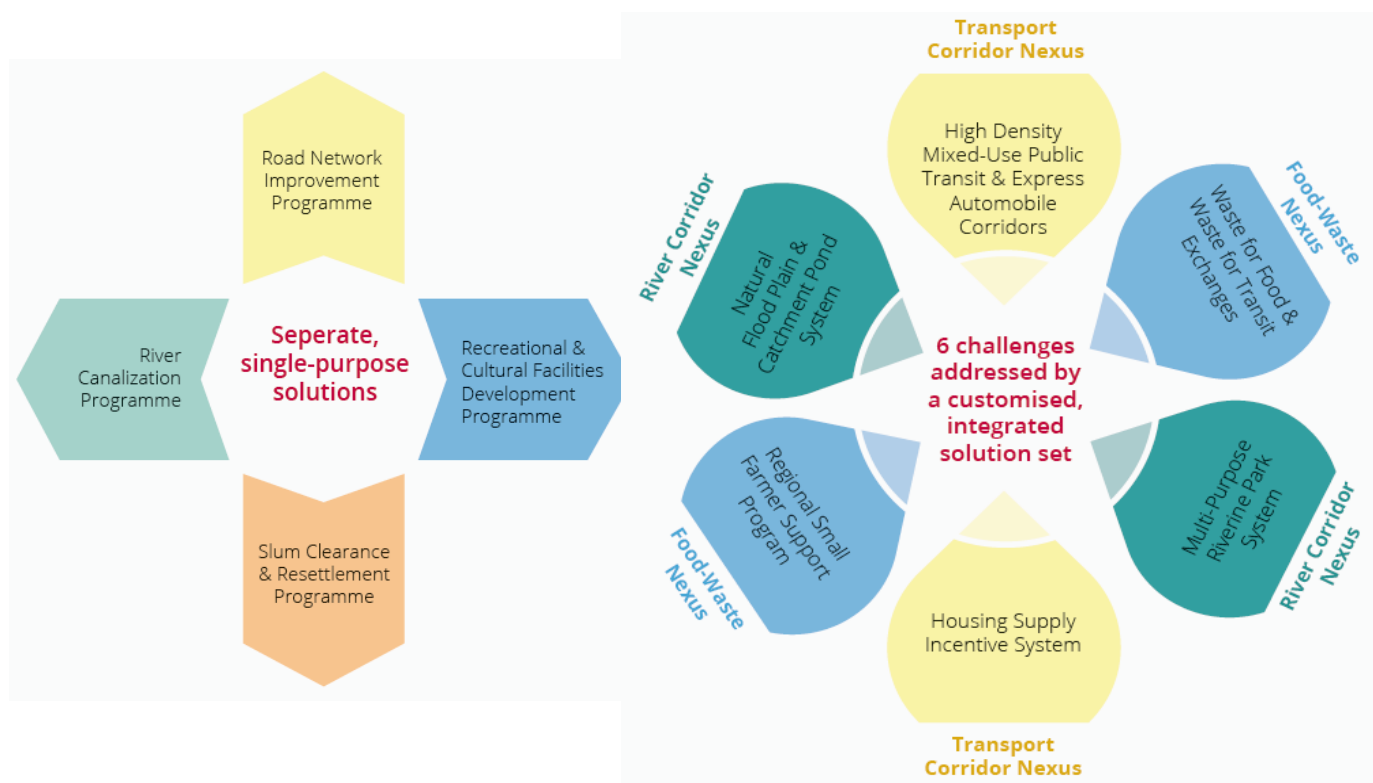 Road Network
Improvement
Programme
River
Canalization
Programme
Seperate,
single-purpose
solutions
Recreational &
Cultural Facilities
Development
Programme
Slum Clearance
& Resettlement
Programme
Transport
Corridor Nexus
High Density
Mixed-Use Public
Transit & Express
Automobile
Corridors
River Corridor
Nexus
Natural
Flood Plain &
Catchment Pond
System
Food-Waste
Nexus
Waste for Food &
Waste for Transit
Exchanges
6 challenges
addressed by
a customised,
integrated
solution set
Regional Small
Farmer Support
Program
Food-Waste
Nexus
Multi-Purpose
Riverine Park
System
River Corridor
Nexus
Housing Supply
Incentive System
Transport
Corridor Nexus